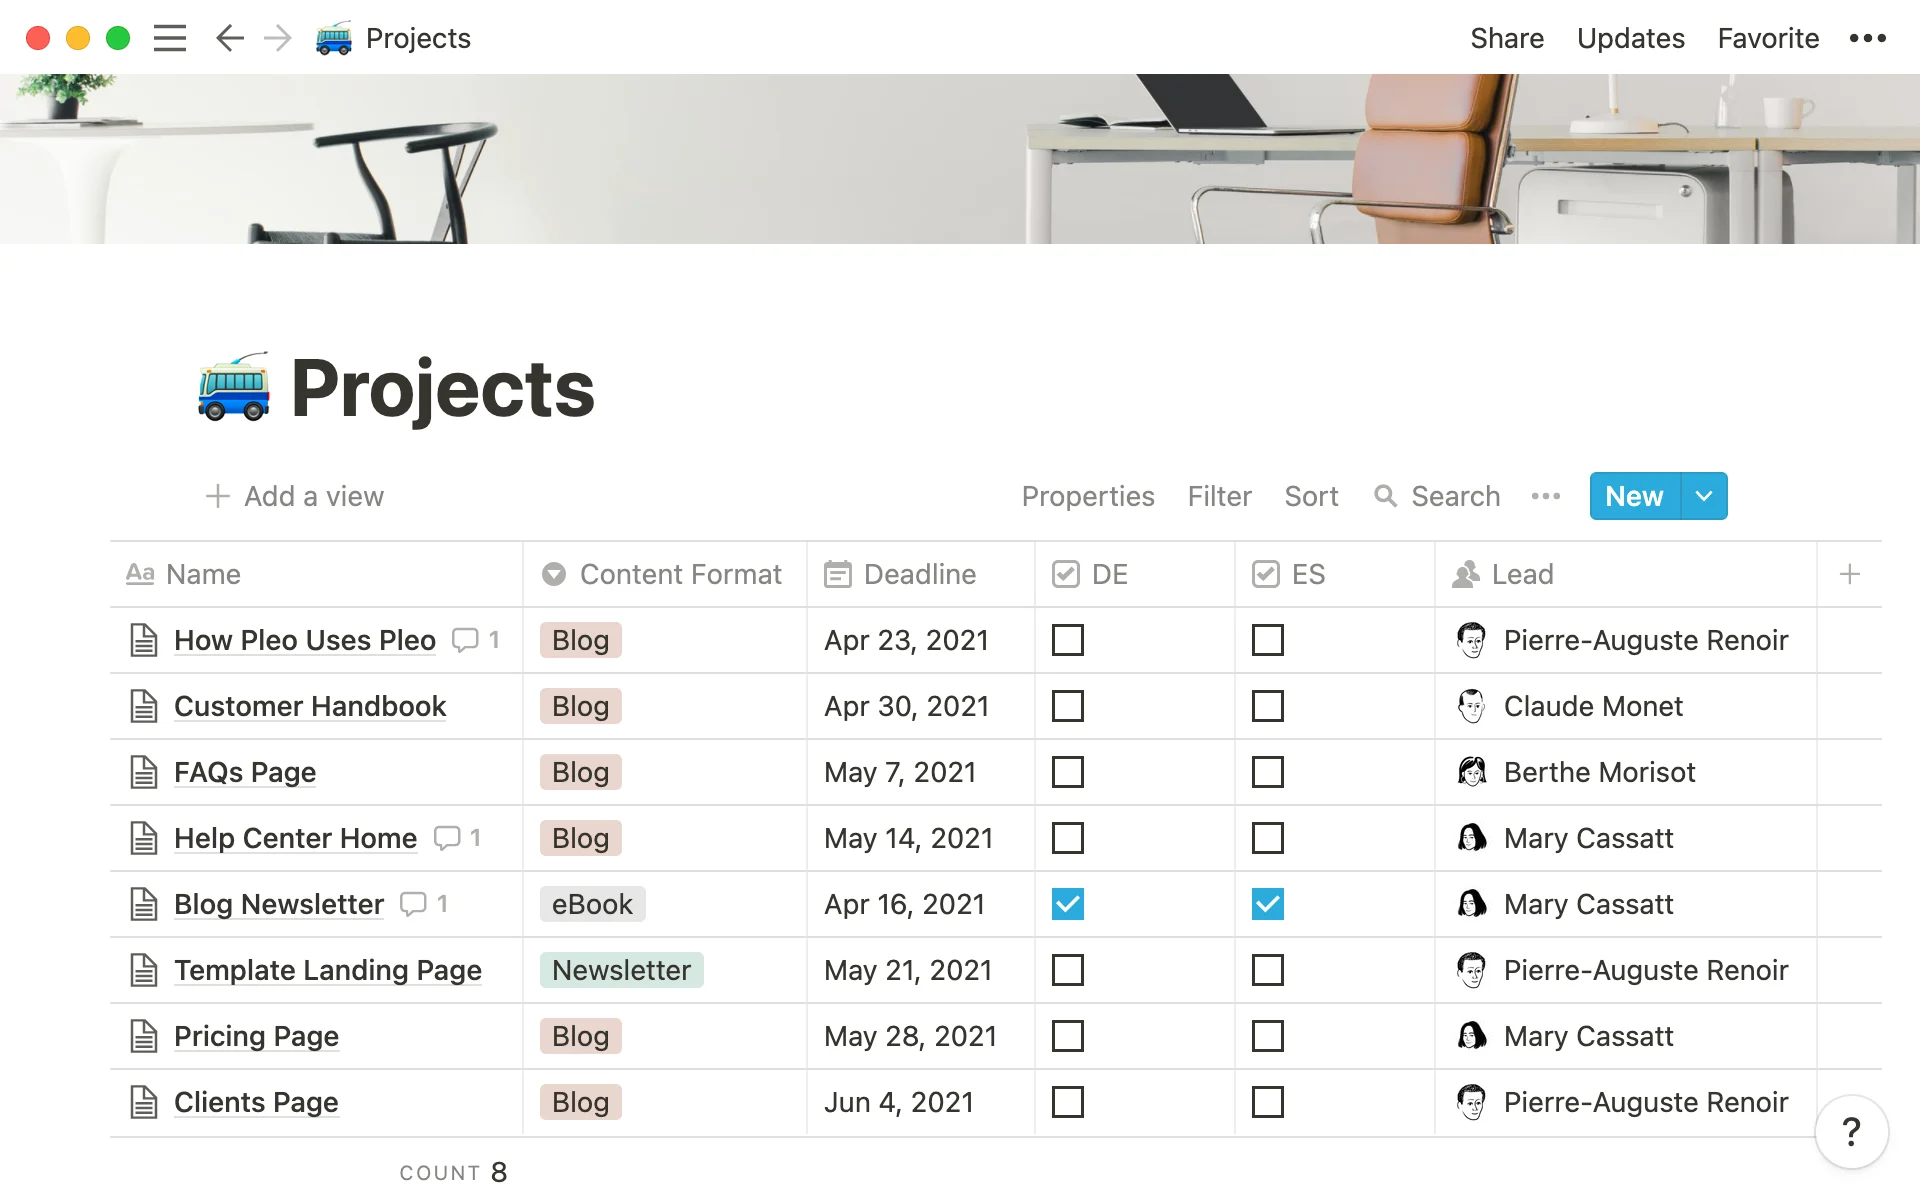 Projects
Share Updates Favorite
Projects
Add a view
Properties Filter Sort Search New
Aa Name Content Format Deadline DE ES Lead
How Pleo Uses Pleo 1 Blog Apr 23, 2021 Pierre-Auguste Renoir
Customer Handbook Blog Apr 30, 2021 Claude Monet
FAQs Page Blog May 7, 2021 Berthe Morisot
Help Center Home 1 Blog May 14, 2021 Mary Cassatt
Blog Newsletter 1 eBook Apr 16, 2021 Mary Cassatt
Template Landing Page Newsletter May 21, 2021 Pierre-Auguste Renoir
Pricing Page Blog May 28, 2021 Mary Cassatt
Clients Page Blog Jun 4, 2021 Pierre-Auguste Renoir
?
COUNT 8